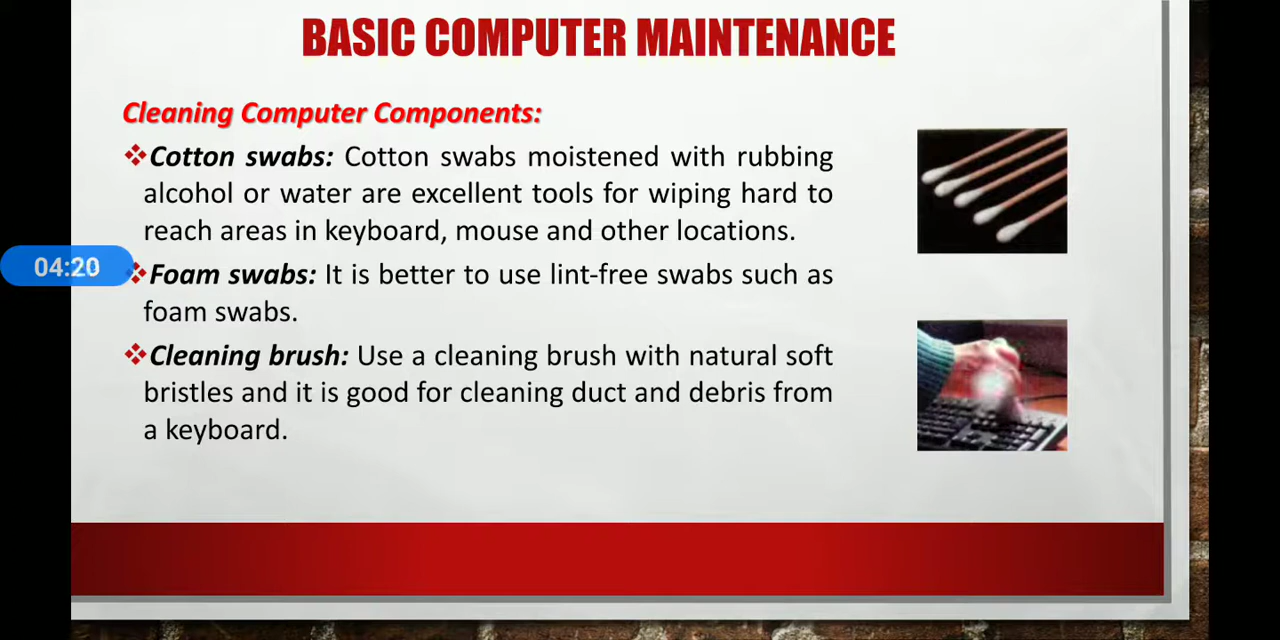 BASIC COMPUTER MAINTENANCE
Cleaning Computer Components:
❖Cotton swabs: Cotton swabs moistened with rubbing
alcohol or water are excellent tools for wiping hard to
reach areas in keyboard, mouse and other locations.
04:20
❖Foam swabs: It is better to use lint-free swabs such as
foam swabs.
❖Cleaning brush: Use a cleaning brush with natural soft
bristles and it is good for cleaning duct and debris from
a keyboard.